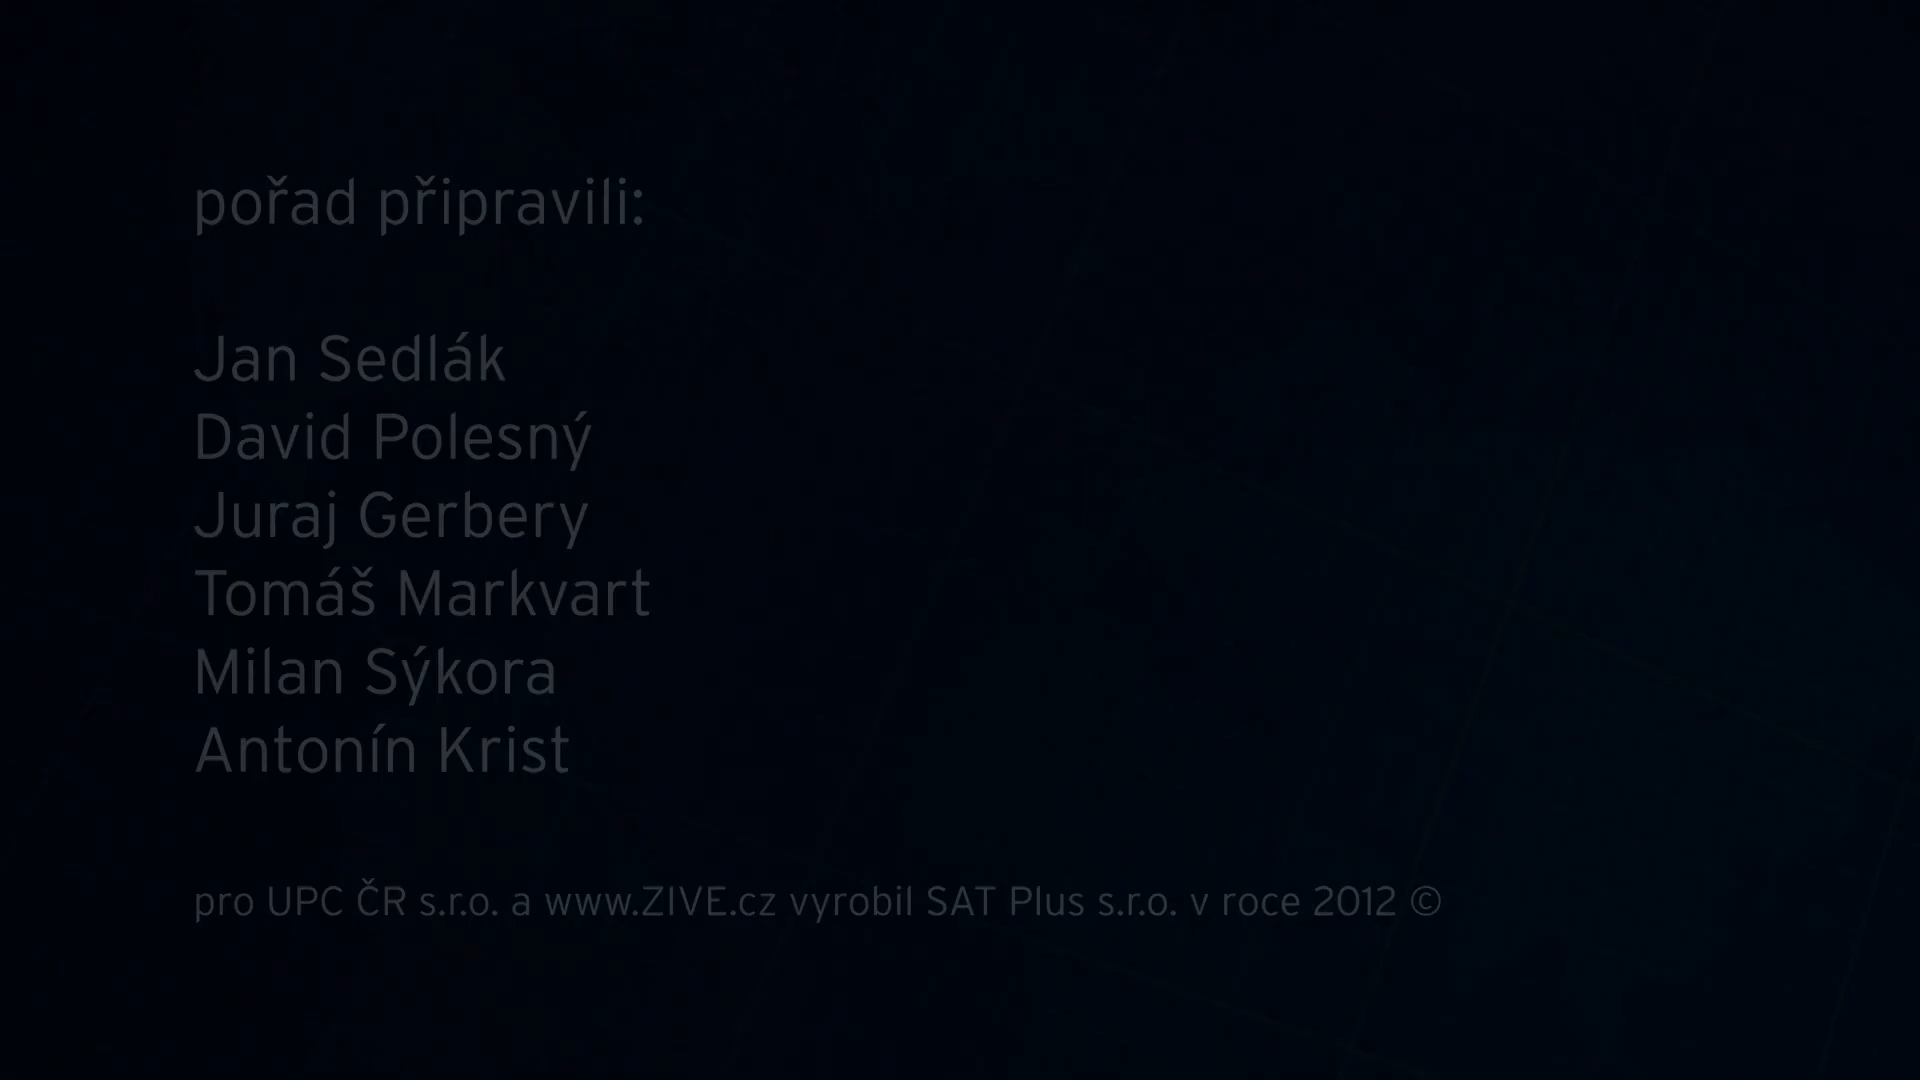 pořad připravili:
Jan Sedlák
David Polesný
Juraj Gerbery
Tomáš Markvart
Milan Sýkora
Antonín Krist
pro UPC ČR s.r.o. a www.ZIVE.cz vyrobil SAT Plus s.r.o. v roce 2012 ©